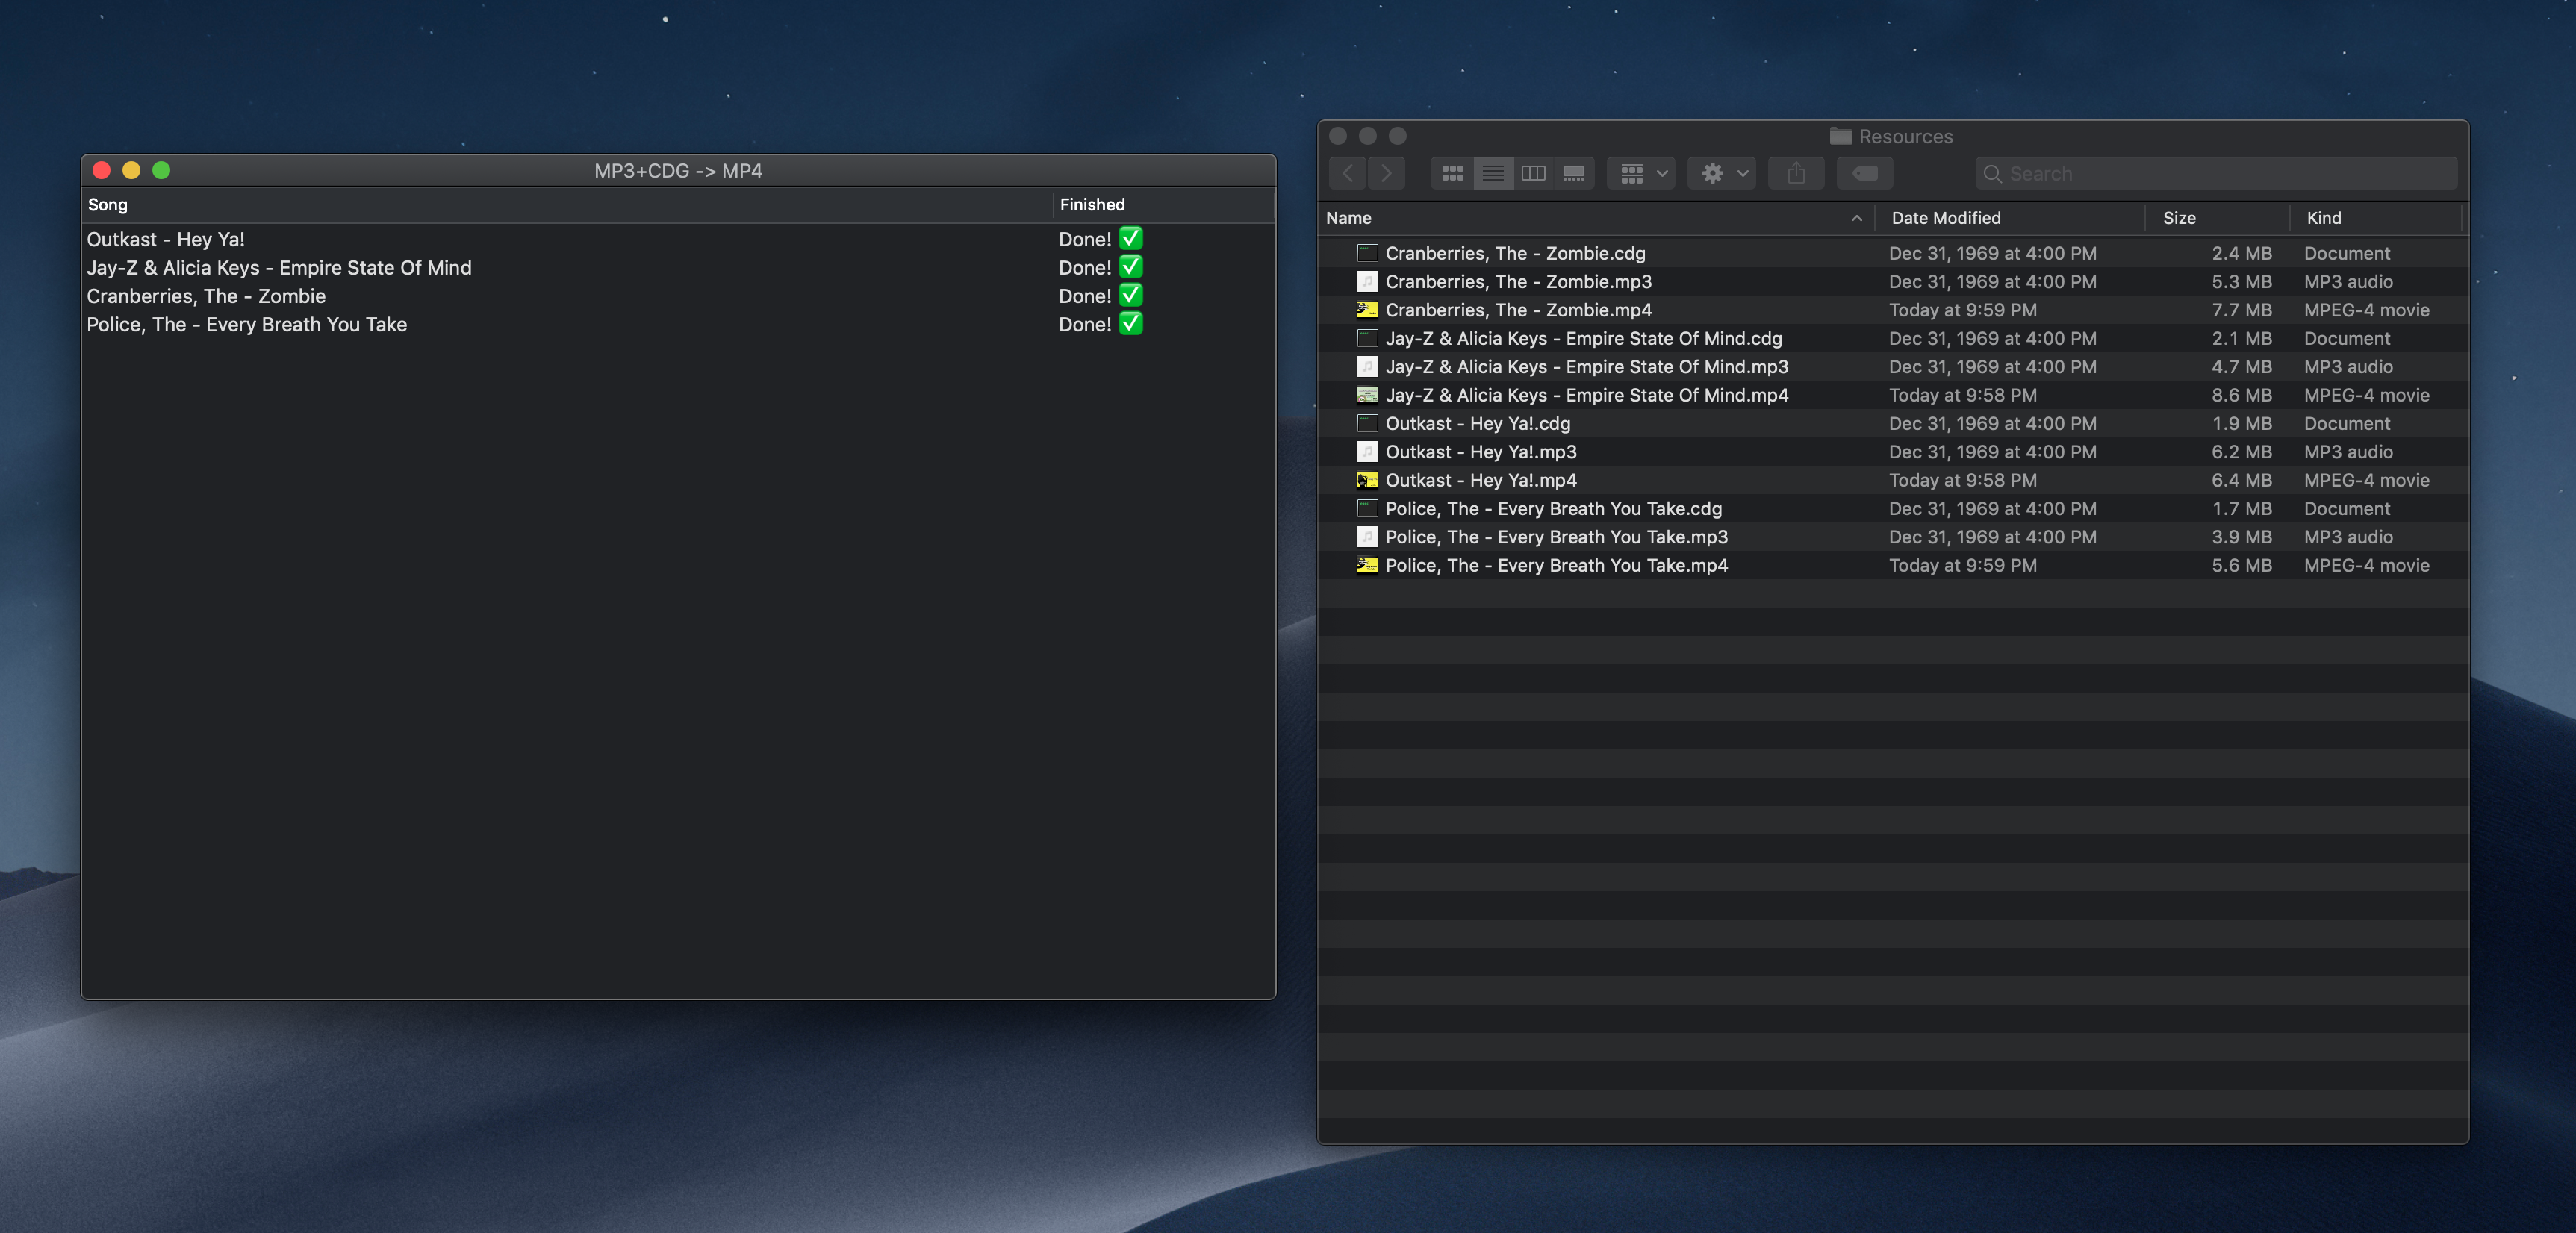 MP3+CDG -> MP4
Song Finished
Outkast - Hey Ya! Done! ✅
Jay-Z & Alicia Keys - Empire State Of Mind Done! ✅
Cranberries, The - Zombie Done! ✅
Police, The - Every Breath You Take Done! ✅
Resources
Search
Name Date Modified Size Kind
Cranberries, The - Zombie.cdg Dec 31, 1969 at 4:00 PM 2.4 MB Document
Cranberries, The - Zombie.mp3 Dec 31, 1969 at 4:00 PM 5.3 MB MP3 audio
Cranberries, The - Zombie.mp4 Today at 9:59 PM 7.7 MB MPEG-4 movie
Jay-Z & Alicia Keys - Empire State Of Mind.cdg Dec 31, 1969 at 4:00 PM 2.1 MB Document
Jay-Z & Alicia Keys - Empire State Of Mind.mp3 Dec 31, 1969 at 4:00 PM 4.7 MB MP3 audio
Jay-Z & Alicia Keys - Empire State Of Mind.mp4 Today at 9:58 PM 8.6 MB MPEG-4 movie
Outkast - Hey Ya!.cdg Dec 31, 1969 at 4:00 PM 1.9 MB Document
Outkast - Hey Ya!.mp3 Dec 31, 1969 at 4:00 PM 6.2 MB MP3 audio
Outkast - Hey Ya!.mp4 Today at 9:58 PM 6.4 MB MPEG-4 movie
Police, The - Every Breath You Take.cdg Dec 31, 1969 at 4:00 PM 1.7 MB Document
Police, The - Every Breath You Take.mp3 Dec 31, 1969 at 4:00 PM 3.9 MB MP3 audio
Police, The - Every Breath You Take.mp4 Today at 9:59 PM 5.6 MB MPEG-4 movie